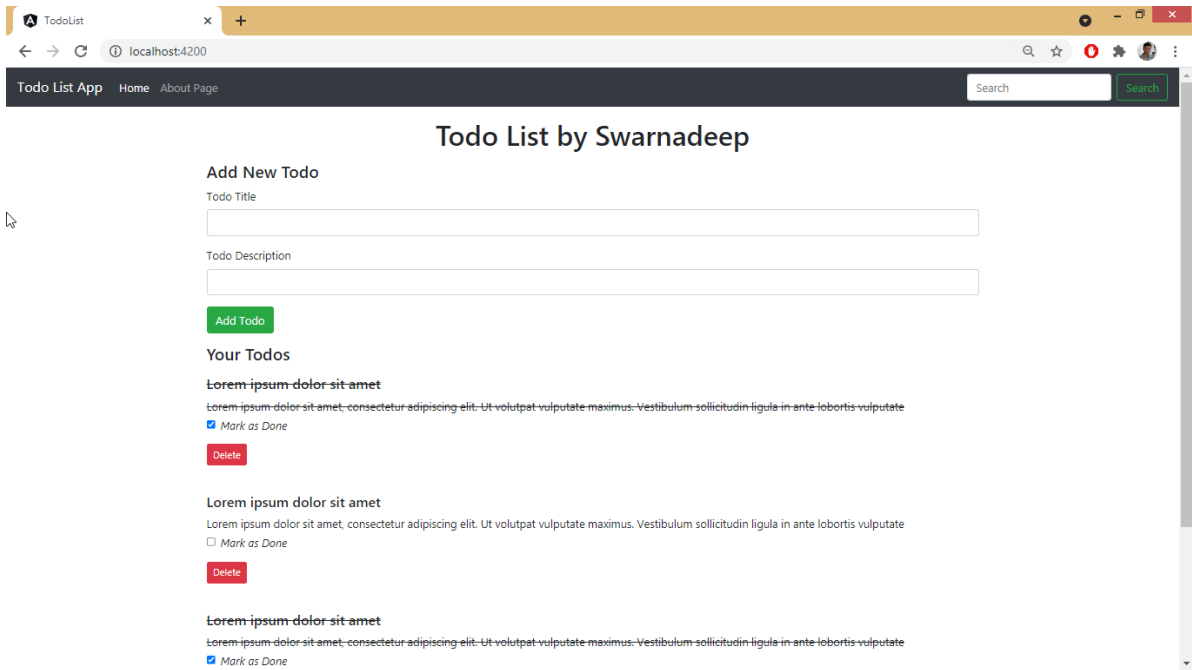 TodoList
localhost:4200
Todo List App Home About Page Search Search
Todo List by Swarnadeep
Add New Todo
Todo Title
Todo Description
Add Todo
Your Todos
Lorem ipsum dolor sit amet
Lorem ipsum dolor sit amet, consectetur adipiscing elit. Ut volutpat vulputate maximus. Vestibulum sollicitudin ligula in ante lobortis vulputate
Mark as Done
Delete
Lorem ipsum dolor sit amet
Lorem ipsum dolor sit amet, consectetur adipiscing elit. Ut volutpat vulputate maximus. Vestibulum sollicitudin ligula in ante lobortis vulputate
Mark as Done
Delete
Lorem ipsum dolor sit amet
Lorem ipsum dolor sit amet, consectetur adipiscing elit. Ut volutpat vulputate maximus. Vestibulum sollicitudin ligula in ante lobortis vulputate
Mark as Done